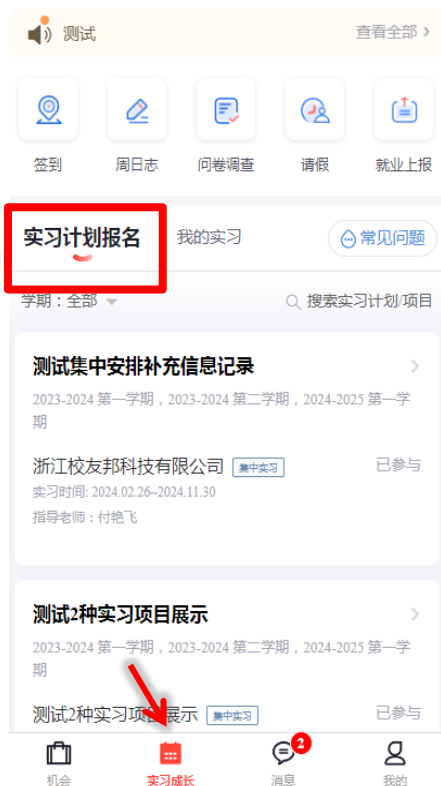 测试 查看全部 >
签到 周日志 问卷调查 请假 就业上报
实习计划报名 我的实习 常见问题
学期：全部 搜索实习计划/项目
测试集中安排补充信息记录
2023-2024 第一学期，2023-2024 第二学期，2024-2025 第一学
期
浙江校友邦科技有限公司 集中实习 已参与
实习时间: 2024.02.26~2024.11.30
指导老师：付艳飞
测试2种实习项目展示
2023-2024 第一学期，2023-2024 第二学期，2024-2025 第一学
期
测试2种实习项目展示 集中实习 已参与
2
机会 实习成长 消息 我的